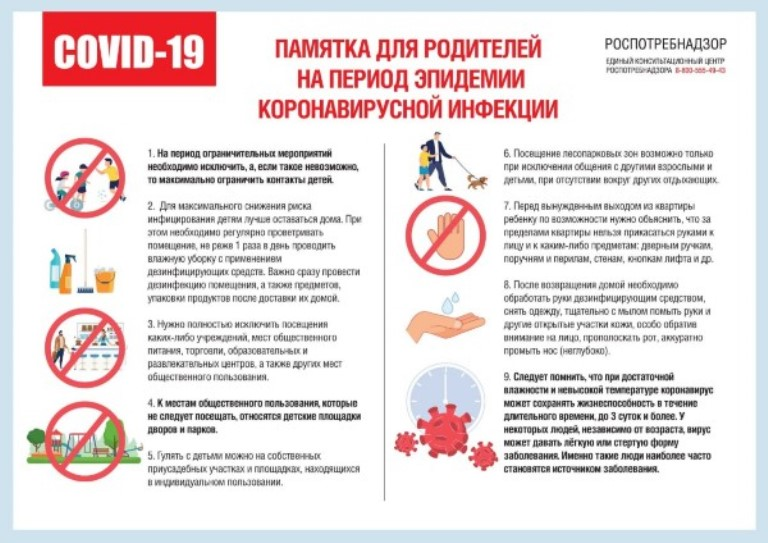 COVID-19
ПАМЯТКА ДЛЯ РОДИТЕЛЕЙ
НА ПЕРИОД ЭПИДЕМИИ
КОРОНАВИРУСНОЙ ИНФЕКЦИИ
РОСПОТРЕБНАДЗОР
ЕДИНЫЙ КОНСУЛЬТАЦИОННЫЙ ЦЕНТР
РОСПОТРЕБНАДЗОРА 8-800-555-49-43
1. На период ограничительных мероприятий
необходимо исключить, а, если такое невозможно,
то максимально ограничить контакты детей.
2. Для максимального снижения риска
инфицирования детям лучше оставаться дома. При
этом необходимо регулярно проветривать
помещение, не реже 1 раза в день проводить
влажную уборку с применением
дезинфицирующих средств. Важно сразу провести
дезинфекцию помещения, а также предметов,
упаковки продуктов после доставки их домой.
3. Нужно полностью исключить посещения
каких-либо учреждений, мест общественного
питания, торговли, образовательных и
развлекательных центров, а также других мест
общественного пользования.
4. К местам общественного пользования, которые
не следует посещать, относятся детские площадки
дворов и парков.
5. Гулять с детьми можно на собственных
приусадебных участках и площадках, находящихся
в индивидуальном пользовании.
6. Посещение лесопарковых зон возможно только
при исключении общения с другими взрослыми и
детьми, при отсутствии вокруг других отдыхающих.
7. Перед вынужденным выходом из квартиры
ребенку по возможности нужно объяснить, что за
пределами квартиры нельзя прикасаться руками к
лицу и к каким-либо предметам: дверным ручкам,
поручням и перилам, стенам, кнопкам лифта и др.
8. После возвращения домой необходимо
обработать руки дезинфицирующим средством,
снять одежду, тщательно с мылом помыть руки и
другие открытые участки кожи, особо обратив
внимание на лицо, прополоскать рот, аккуратно
промыть нос (неглубоко).
9. Следует помнить, что при достаточной
влажности и невысокой температуре коронавирус
может сохранять жизнеспособность в течение
длительного времени, до 3 суток и более. У
некоторых людей, независимо от возраста, вирус
может давать лёгкую или стертую форму
заболевания. Именно такие люди наиболее часто
становятся источником заболевания.